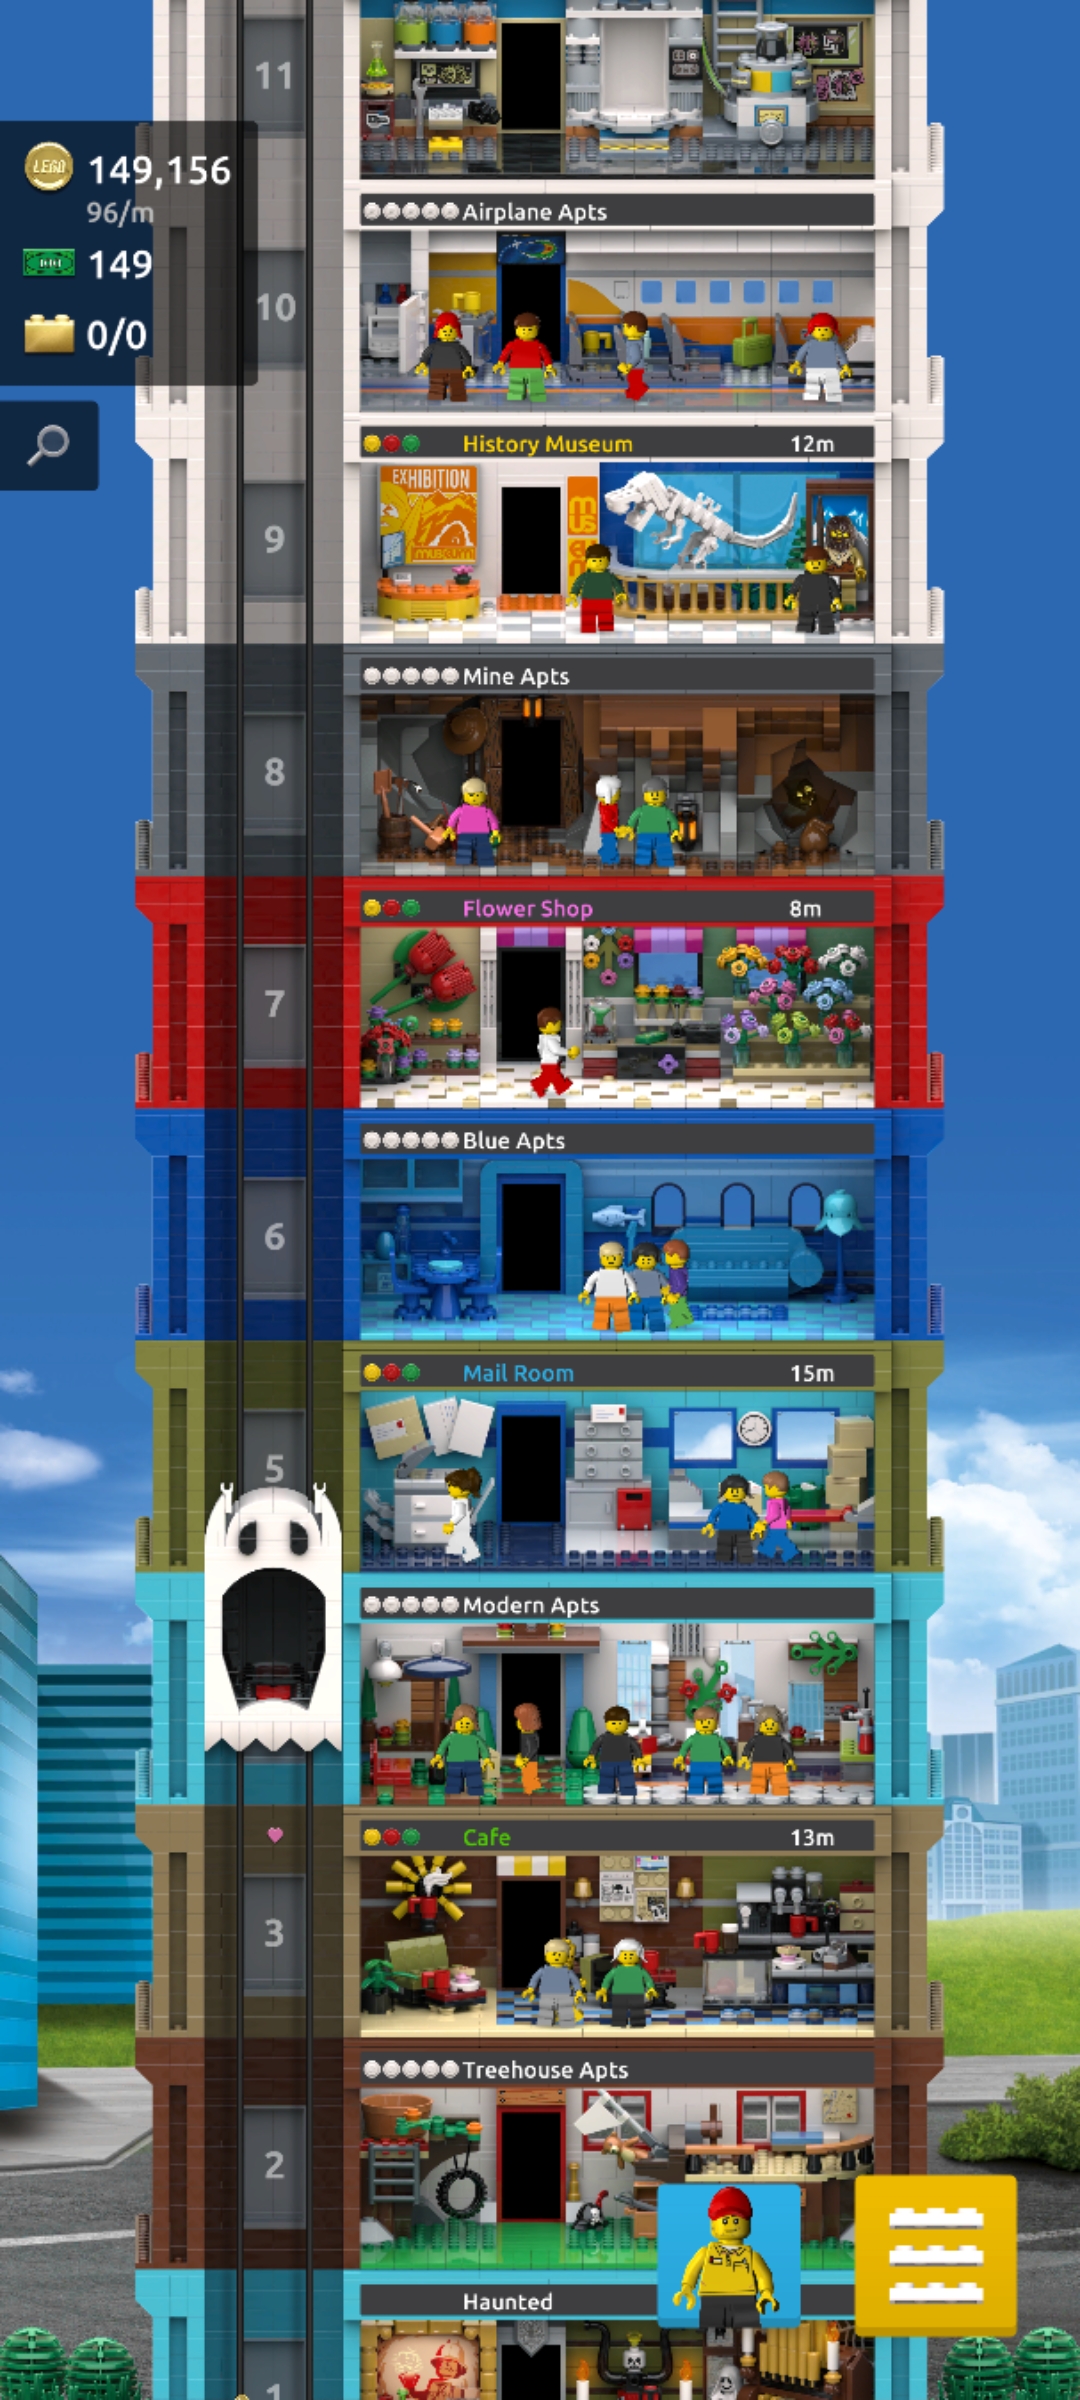 11
LEGO 149,156
96/m
149
0/0
Airplane Apts
10
History Museum 12m
EXHIBITION
museum
9
Mine Apts
8
Flower Shop 8m
7
Blue Apts
6
Mail Room 15m
5
Modern Apts
Cafe 13m
3
Treehouse Apts
2
Haunted
1